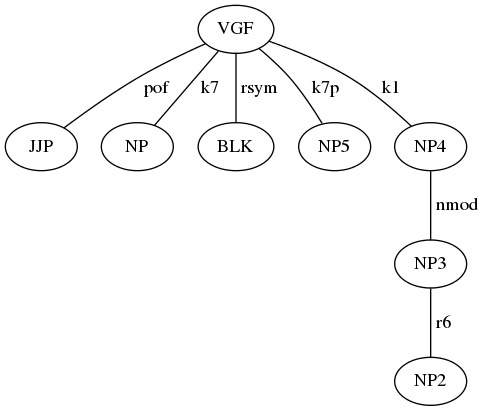 VGF
pof k7 rsym k7p k1
JJP NP BLK NP5 NP4
nmod
NP3
r6
NP2